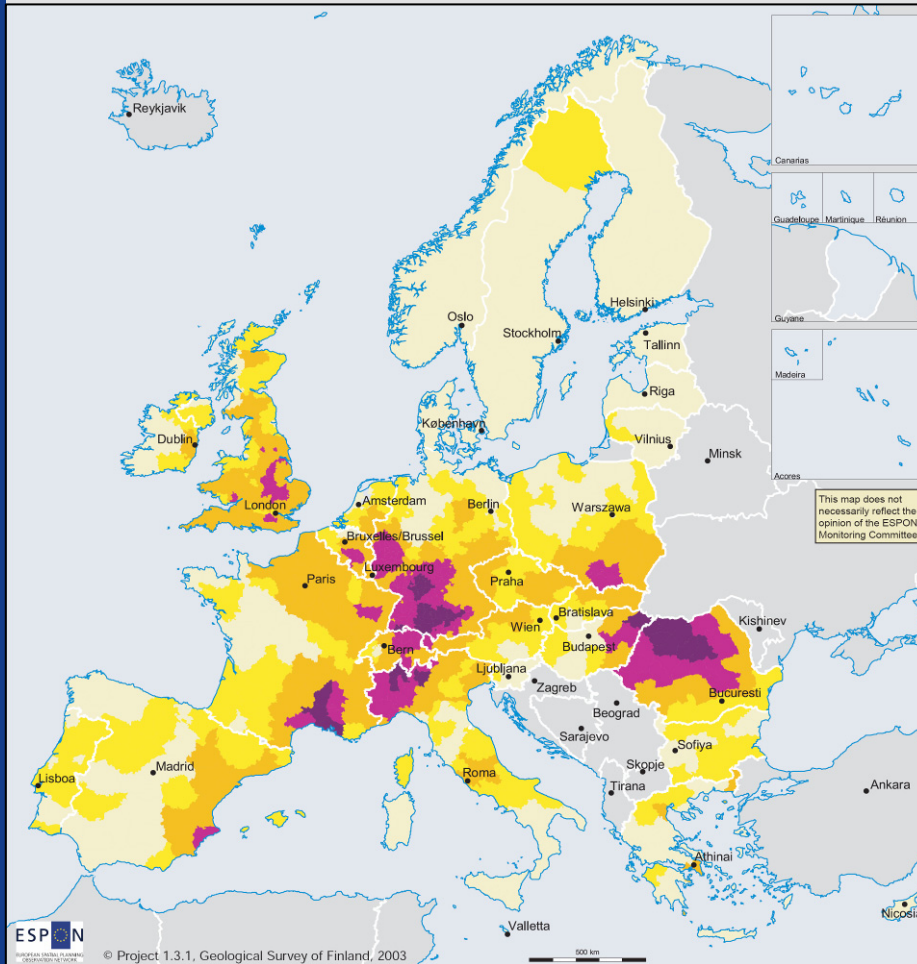 Reykjavik
Canarias
Guadeloupe
Martinique
Réunion
Guyane
Madeira
Acores
Oslo
Helsinki
Stockholm
Tallinn
Riga
København
Vilnius
Minsk
Dublin
London
Amsterdam
Berlin
Warszawa
This map does not
necessarily reflect the
opinion of the ESPON
Monitoring Committee
Bruxelles/Brussel
Luxembourg
Paris
Praha
Wien
Bratislava
Budapest
Kishinev
Bern
Ljubljana
Zagreb
Beograd
Bucuresti
Sarajevo
Sofiya
Skopje
Tirana
Ankara
Lisboa
Madrid
Roma
Athinai
Nicosia
Valletta
ESPON
EUROPEAN SPATIAL PLANNING
OBSERVATION NETWORK
© Project 1.3.1, Geological Survey of Finland, 2003
500 km